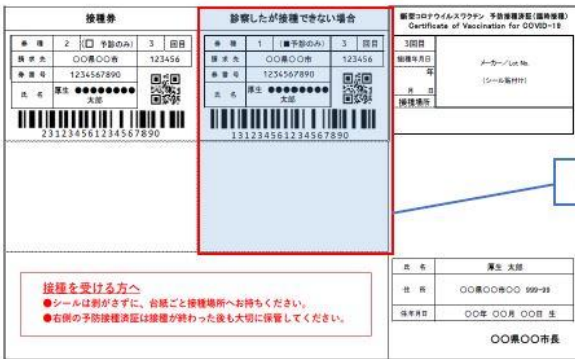 接種券
券種 2 (□ 予診のみ) 3 回目
請求先 〇〇県〇〇市 123456
券番号 1234567890
氏名 厚生 ●●●●●●●●
太郎
231234561234567890
診察したが接種できない場合
券種 1 (■予診のみ) 3 回目
請求先 〇〇県〇〇市 123456
券番号 1234567890
氏名 厚生 ●●●●●●●●
太郎
131234561234567890
新型コロナウイルスワクチン 予防接種済証(臨時接種)
Certificate of Vaccination for COVID-19
3回目
接種年月日
年
月 日
メーカー/Lot No.
(シール貼付け)
接種場所
接種を受ける方へ
●シールは剥がさずに、台紙ごと接種場所へお持ちください。
●右側の予防接種済証は接種が終わった後も大切に保管してください。
氏名 厚生 太郎
住所 〇〇県〇〇市〇〇 999-99
生年月日 〇〇年 〇〇月 〇〇日 生
〇〇県〇〇市長